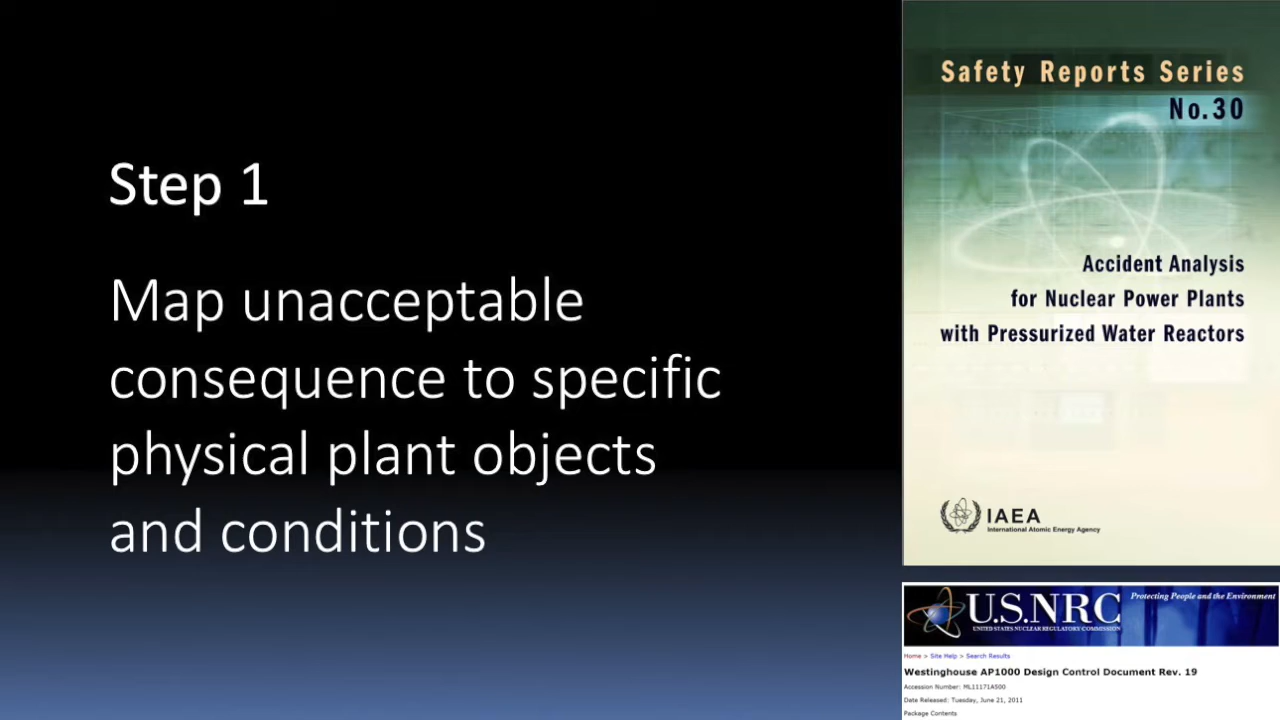 Step 1
Map unacceptable
consequence to specific
physical plant objects
and conditions
Safety Reports Series
No.30
Accident Analysis
for Nuclear Power Plants
with Pressurized Water Reactors
IAEA
International Atomic Energy Agency
U.S.NRC
UNITED STATES NUCLEAR REGULATORY COMMISSION
Protecting People and the Environment
Home > Site Help > Search Results
Westinghouse AP1000 Design Control Document Rev. 19
Accession Number: ML11171A500
Date Released: Tuesday, June 21, 2011
Package Contents